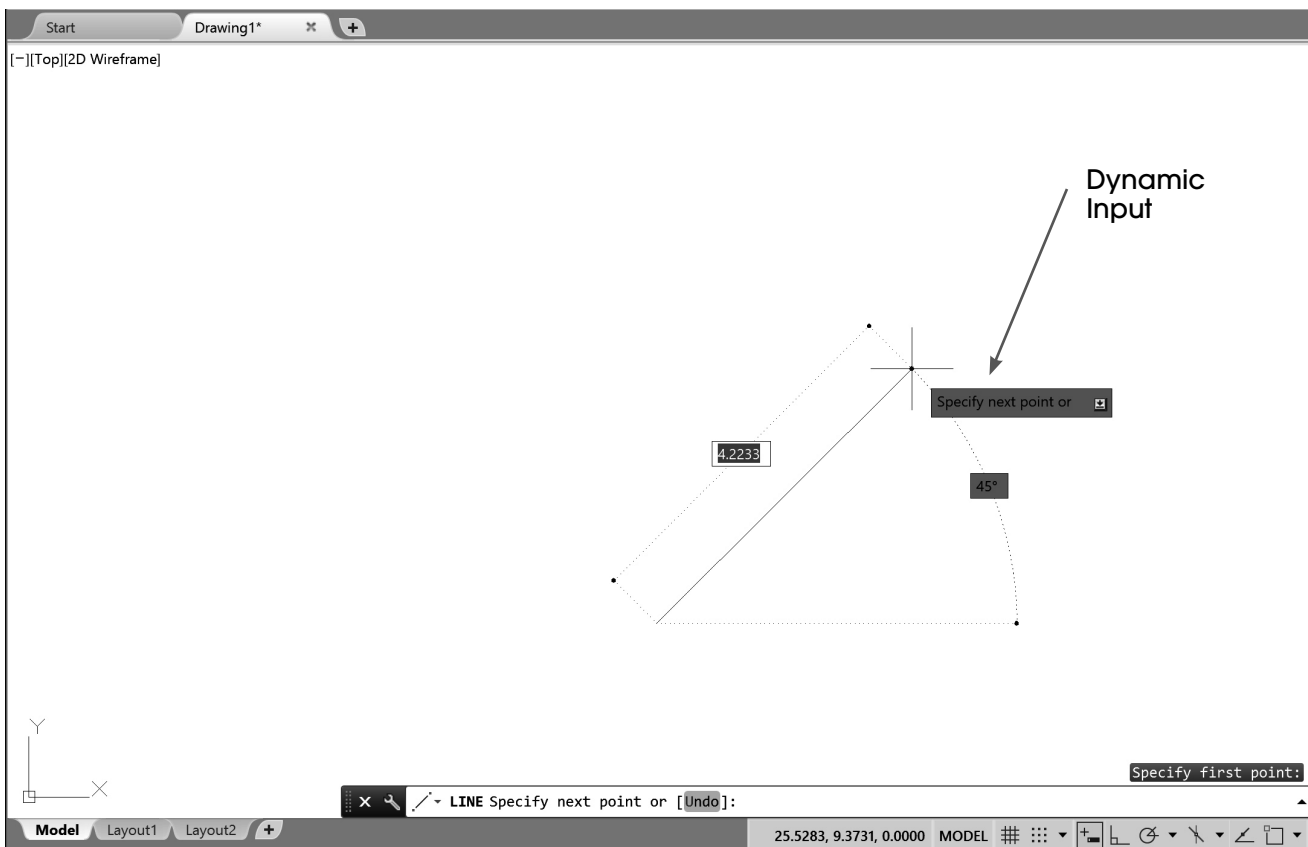 Start
Drawing1*
[−][Top][2D Wireframe]
Dynamic
Input
Specify next point or
4.2233
45°
Y
X
Specify first point:
LINE Specify next point or [Undo]:
Model Layout1 Layout2
25.5283, 9.3731, 0.0000 MODEL